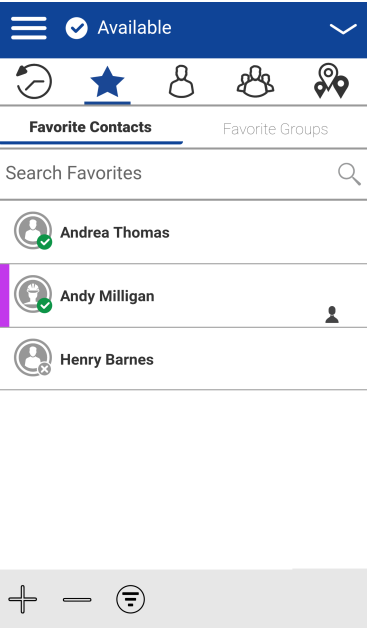 Available
Favorite Contacts
Favorite Groups
Search Favorites
Andrea Thomas
Andy Milligan
Henry Barnes